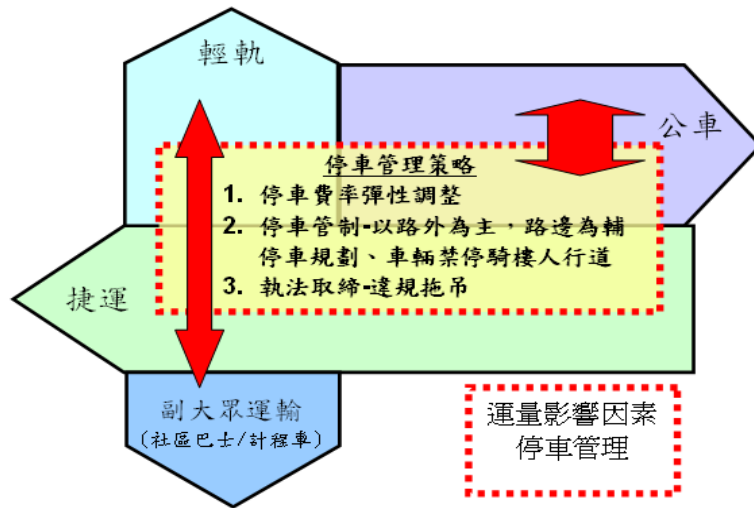 輕軌
公車
停車管理策略
1. 停車費率彈性調整
2. 停車管制-以路外為主，路邊為輔
停車規劃、車輛禁停騎樓人行道
3. 執法取締-違規拖吊
捷運
副大眾運輸
(社區巴士/計程車)
運量影響因素
停車管理